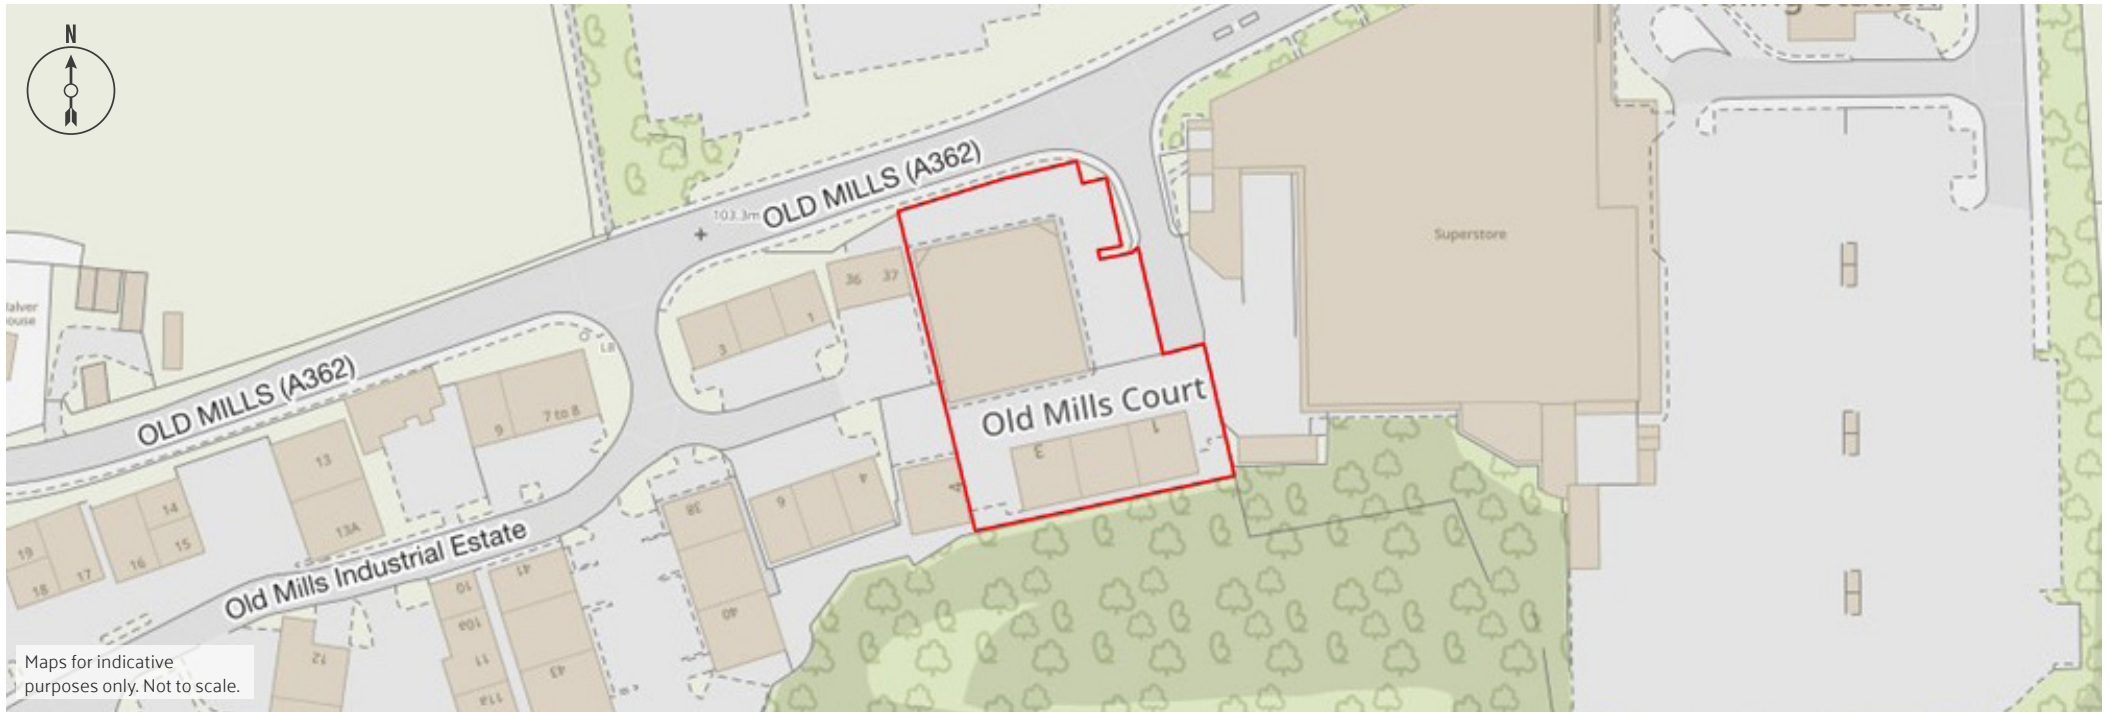 N
OLD MILLS (A362)
103.3m
Superstore
36 37
1
3
LB
OLD MILLS (A362)
9
7 to 8
Old Mills Court
1
3
13
13A
14
15
16
17
18
19
4
6
38
40
Old Mills Industrial Estate
10
10a
11
11a
41
43
12
Maps for indicative
purposes only. Not to scale.